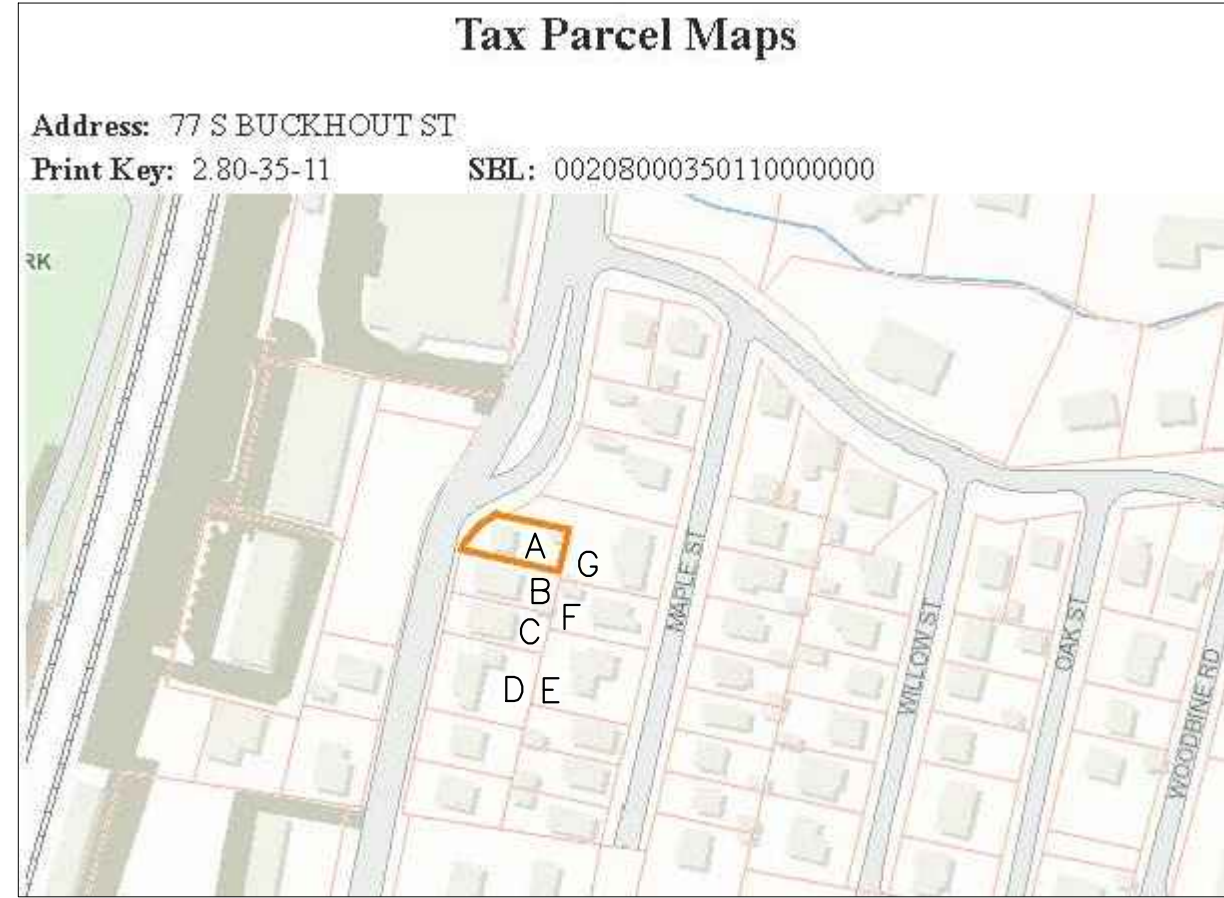 Tax Parcel Maps
Address: 77 S BUCKHOUT ST
Print Key: 2.80-35-11 SBL: 00208000350110000000
RK
A
G
B
F
C
D E
MAPLE ST
WILLOW ST
OAK ST
WOODBINE RD